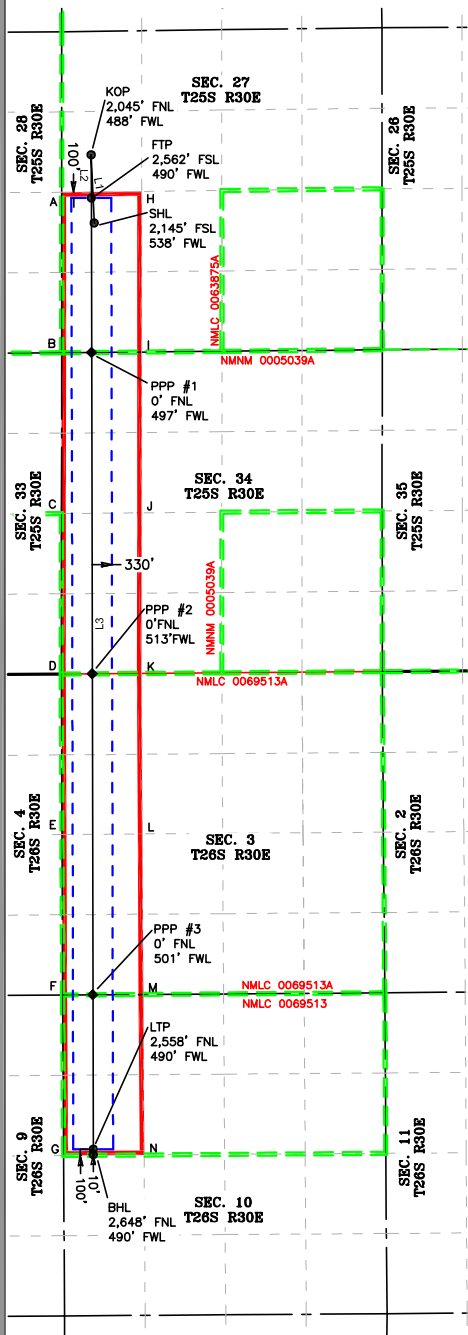 SEC. 27
T25S R30E
KOP
2,045' FNL
488' FWL
SEC. 28
T25S R30E
SEC. 26
T25S R30E
100'
L2
L1
FTP
2,562' FSL
490' FWL
A
H
SHL
2,145' FSL
538' FWL
NMLC 0063875A
B
I
NMNM 0005039A
PPP #1
0' FNL
497' FWL
SEC. 33
T25S R30E
SEC. 34
T25S R30E
SEC. 35
T25S R30E
C
J
330'
NMNM 0005039A
L3
PPP #2
0'FNL
513'FWL
D
K
NMLC 0069513A
SEC. 4
T26S R30E
E
L
SEC. 3
T26S R30E
SEC. 2
T26S R30E
PPP #3
0' FNL
501' FWL
F
M
NMLC 0069513A
NMLC 0069513
LTP
2,558' FNL
490' FWL
SEC. 9
T26S R30E
G
N
SEC. 11
T26S R30E
100'
10'
SEC. 10
T26S R30E
BHL
2,648' FNL
490' FWL